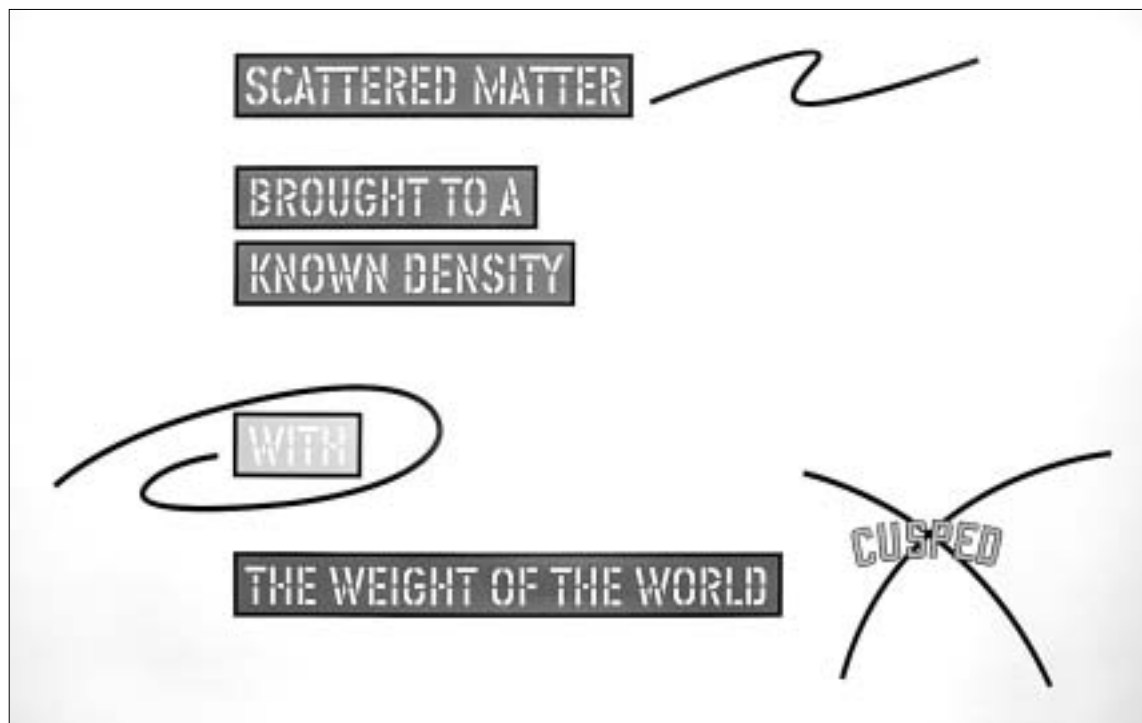 SCATTERED MATTER
BROUGHT TO A
KNOWN DENSITY
WITH
THE WEIGHT OF THE WORLD
CUSPED